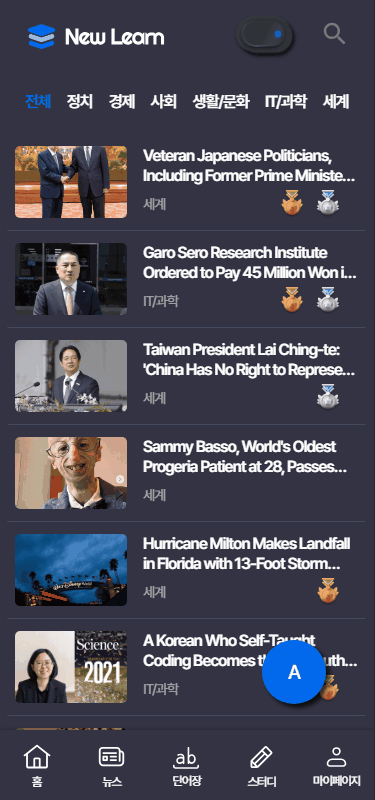 New Learn
전체 정치 경제 사회 생활/문화 IT/과학 세계
Veteran Japanese Politicians,
Including Former Prime Ministe...
세계
Garo Sero Research Institute
Ordered to Pay 45 Million Won i...
IT/과학
Taiwan President Lai Ching-te:
'China Has No Right to Represe...
세계
Sammy Basso, World's Oldest
Progeria Patient at 28, Passes...
세계
Hurricane Milton Makes Landfall
in Florida with 13-Foot Storm...
세계
Science
2021
A Korean Who Self-Taught
Coding Becomes
IT/과학
A
홈 뉴스 단어장 스터디 마이페이지